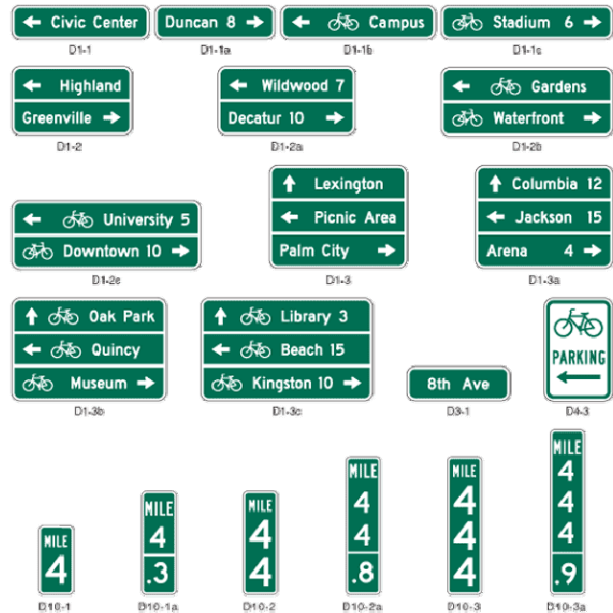 ← Civic Center
Duncan 8 →
← Campus
Stadium 6 →
D1-1
D1-1a
D1-1b
D1-1c
← Highland
Greenville →
← Wildwood 7
Decatur 10 →
← Gardens
Waterfront →
D1-2
D1-2a
D1-2b
← University 5
Downtown 10 →
↑ Lexington
← Picnic Area
Palm City →
↑ Columbia 12
← Jackson 15
Arena 4 →
D1-2c
D1-3
D1-3a
↑ Oak Park
← Quincy
Museum →
↑ Library 3
← Beach 15
Kingston 10 →
8th Ave
PARKING
←
D1-3b
D1-3c
D3-1
D4-3
MILE
4
MILE
4
.3
MILE
4
4
MILE
4
4
.8
MILE
4
4
4
MILE
4
4
4
.9
D10-1
D10-1a
D10-2
D10-2a
D10-3
D10-3a